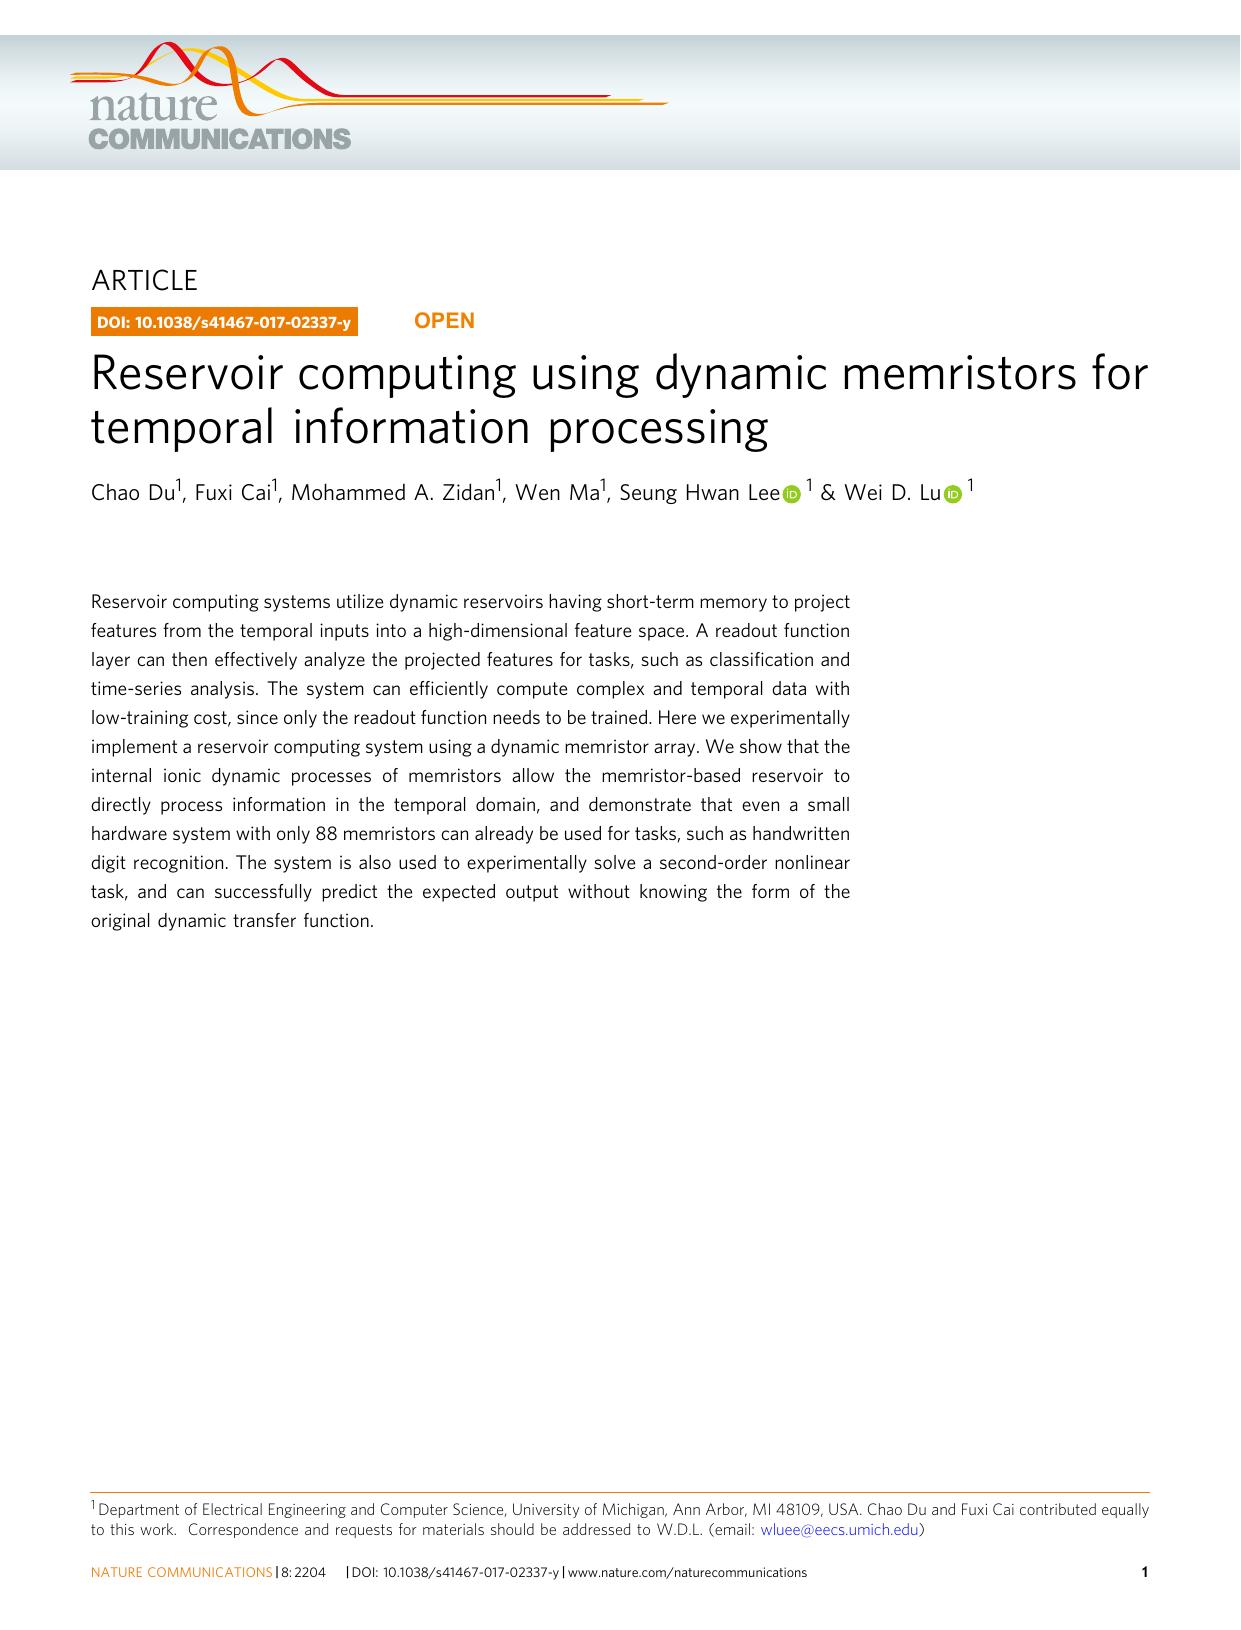 nature
COMMUNICATIONS
ARTICLE
DOI: 10.1038/s41467-017-02337-y OPEN
Reservoir computing using dynamic memristors for
temporal information processing
Chao Du1, Fuxi Cai1, Mohammed A. Zidan1, Wen Ma1, Seung Hwan Lee iD 1 & Wei D. Lu iD 1
Reservoir computing systems utilize dynamic reservoirs having short-term memory to project
features from the temporal inputs into a high-dimensional feature space. A readout function
layer can then effectively analyze the projected features for tasks, such as classification and
time-series analysis. The system can efficiently compute complex and temporal data with
low-training cost, since only the readout function needs to be trained. Here we experimentally
implement a reservoir computing system using a dynamic memristor array. We show that the
internal ionic dynamic processes of memristors allow the memristor-based reservoir to
directly process information in the temporal domain, and demonstrate that even a small
hardware system with only 88 memristors can already be used for tasks, such as handwritten
digit recognition. The system is also used to experimentally solve a second-order nonlinear
task, and can successfully predict the expected output without knowing the form of the
original dynamic transfer function.
1 Department of Electrical Engineering and Computer Science, University of Michigan, Ann Arbor, MI 48109, USA. Chao Du and Fuxi Cai contributed equally
to this work. Correspondence and requests for materials should be addressed to W.D.L. (email: wluee@eecs.umich.edu)
NATURE COMMUNICATIONS | 8: 2204 | DOI: 10.1038/s41467-017-02337-y | www.nature.com/naturecommunications 1